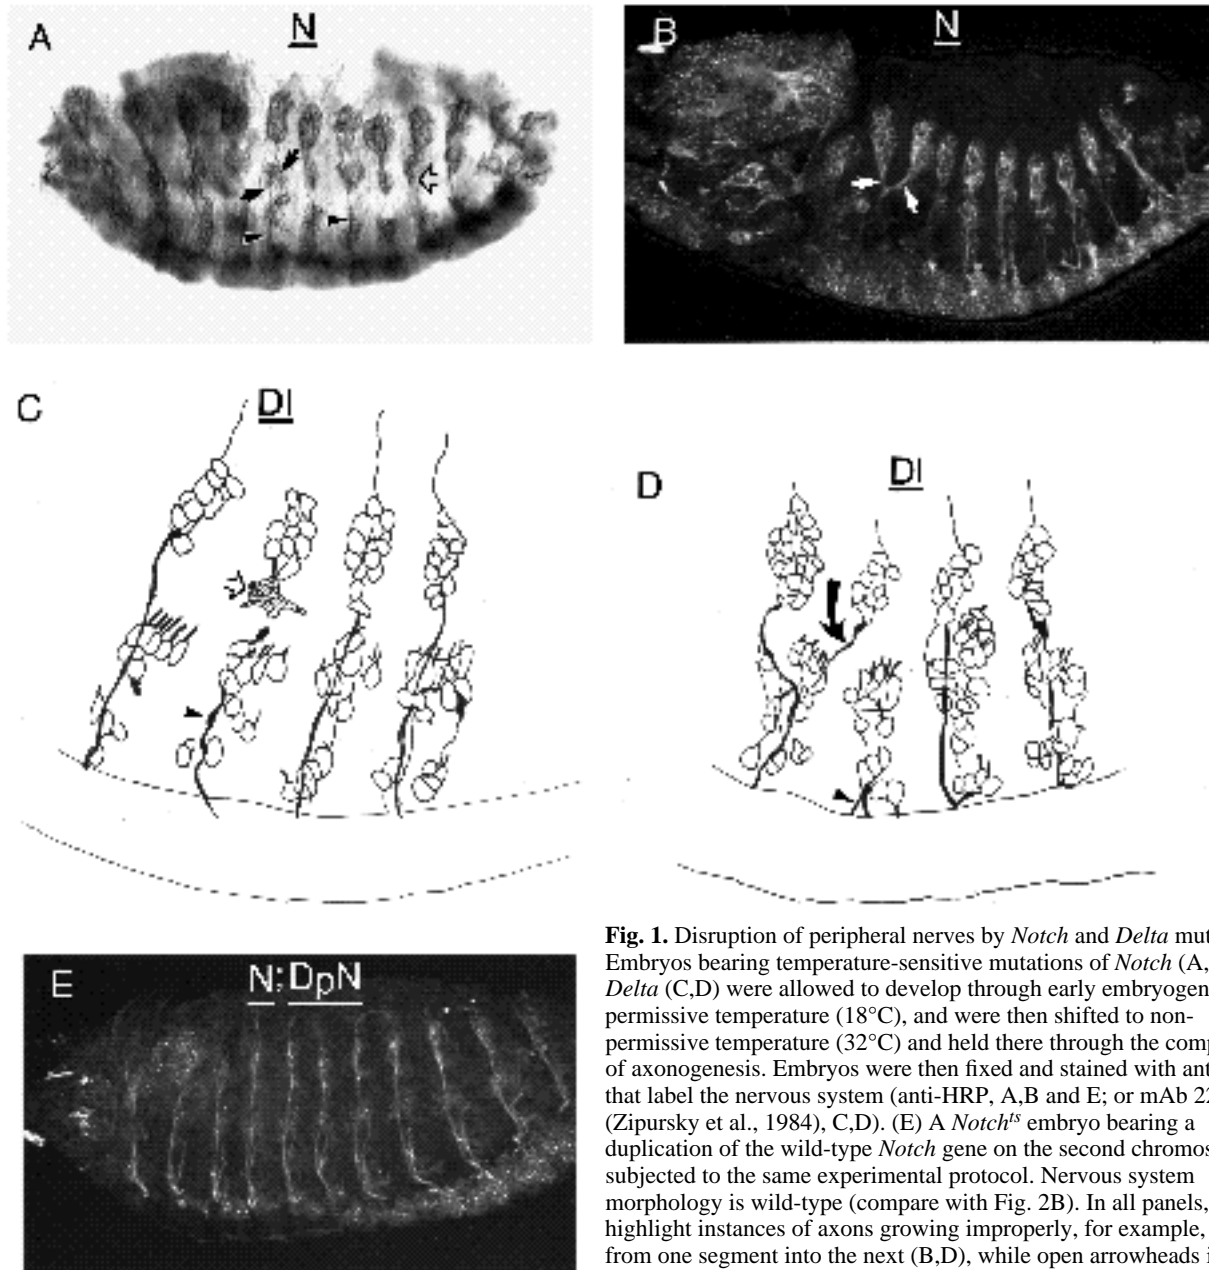 A
N
B
N
C
Dl
D
Dl
E
N; DpN
Fig. 1. Disruption of peripheral nerves by Notch and Delta
Embryos bearing temperature-sensitive mutations of Notch (A,
Delta (C,D) were allowed to develop through early
permissive temperature (18°C), and were then shifted to non-
permissive temperature (32°C) and held there through the
of axonogenesis. Embryos were then fixed and stained with
that label the nervous system (anti-HRP, A,B and E; or mAb
(Zipursky et al., 1984), C,D). (E) A Notchts embryo bearing a
duplication of the wild-type Notch gene on the second
subjected to the same experimental protocol. Nervous system
morphology is wild-type (compare with Fig. 2B). In all panels,
highlight instances of axons growing improperly, for example,
from one segment into the next (B,D), while open arrowheads